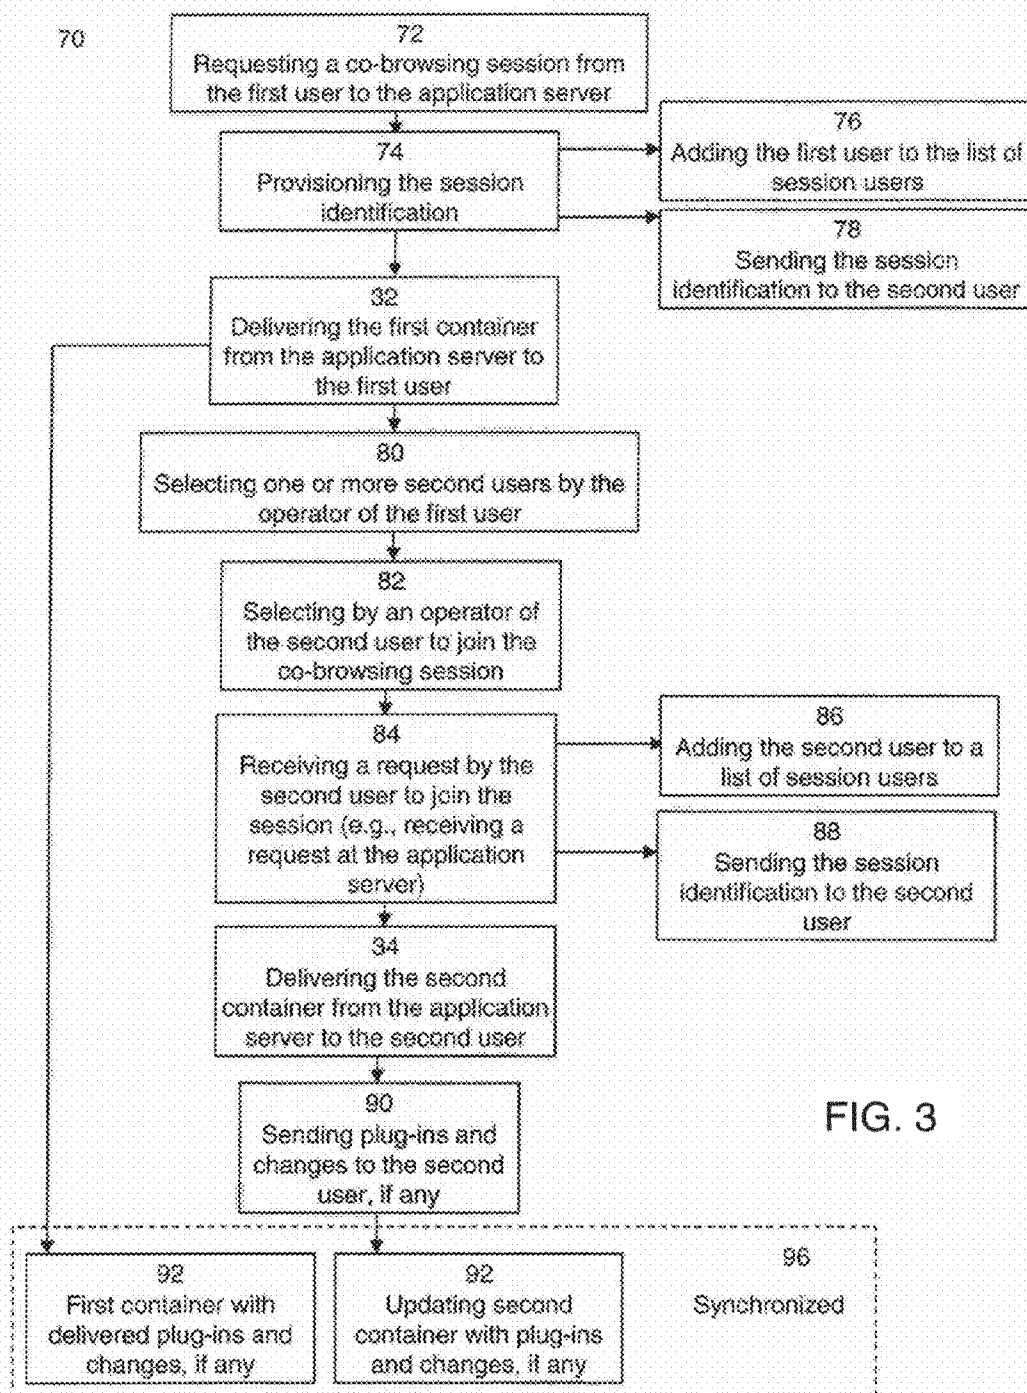 70
72
Requesting a co-browsing session from
the first user to the application server
74
Provisioning the session
identification
76
Adding the first user to the list of
session users
78
Sending the session
identification to the second user
32
Delivering the first container
from the application server to
the first user
80
Selecting one or more second users by the
operator of the first user
82
Selecting by an operator of
the second user to join the
co-browsing session
84
Receiving a request by the
second user to join the
session (e.g., receiving a
request at the application
server)
86
Adding the second user to a
list of session users
88
Sending the session
identification to the second
user
34
Delivering the second
container from the application
server to the second user
90
Sending plug-ins and
changes to the second
user, if any
FIG. 3
92
First container with
delivered plug-ins and
changes, if any
92
Updating second
container with plug-ins
and changes, if any
96
Synchronized